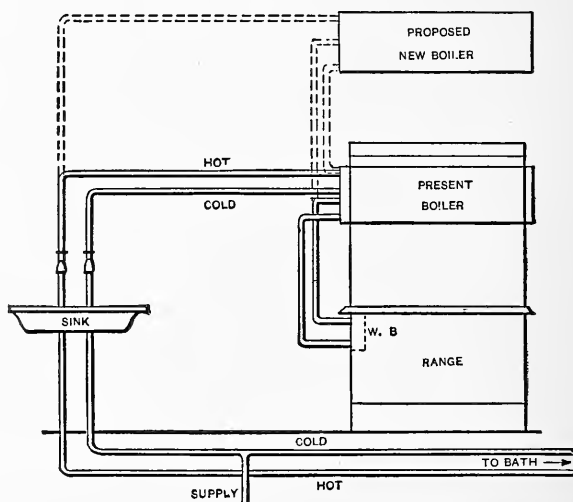 PROPOSED
NEW BOILER
HOT
PRESENT
BOILER
COLD
SINK
W. B
RANGE
COLD
TO BATH
HOT
SUPPLY